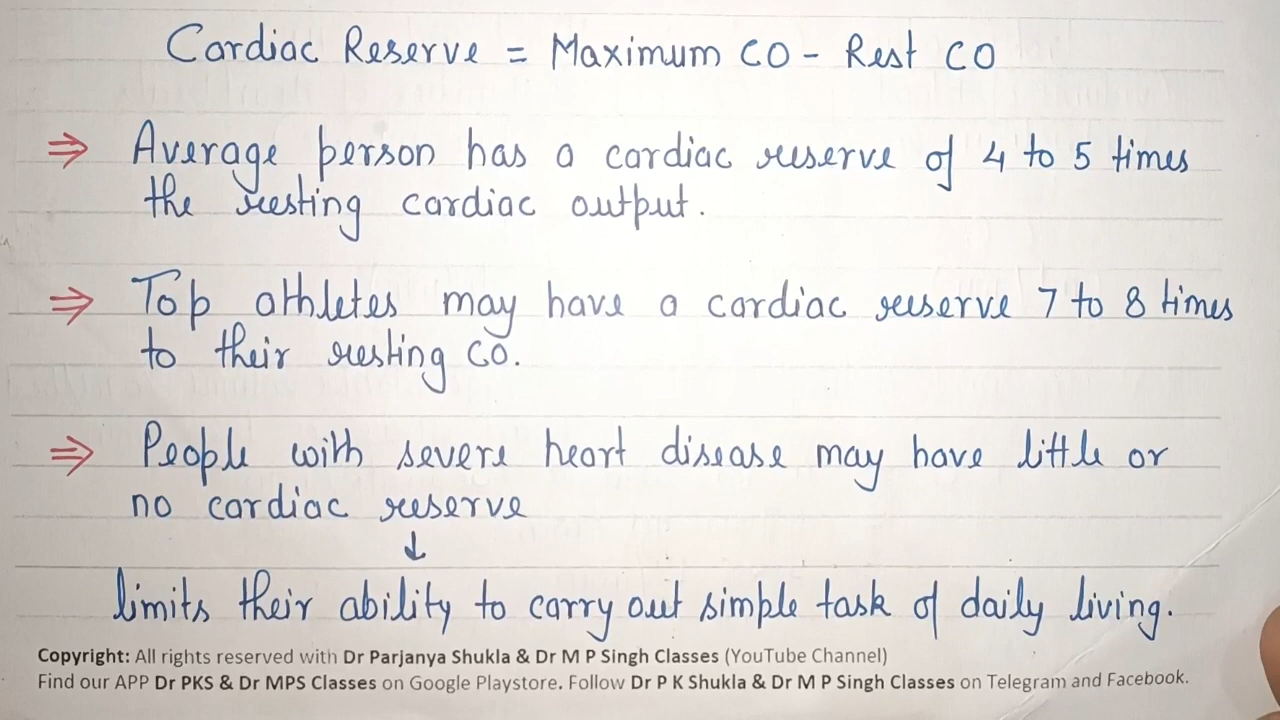 Cardiac Reserve = Maximum CO - Rest CO
⇒ Average person has a cardiac reserve of 4 to 5 times
the resting cardiac output.
⇒ Top athletes may have a cardiac reserve 7 to 8 times
to their resting CO.
⇒ People with severe heart disease may have little or
no cardiac reserve
↓
limits their ability to carry out simple task of daily living.
Copyright: All rights reserved with Dr Parjanya Shukla & Dr M P Singh Classes (YouTube Channel)
Find our APP Dr PKS & Dr MPS Classes on Google Playstore. Follow Dr P K Shukla & Dr M P Singh Classes on Telegram and Facebook.